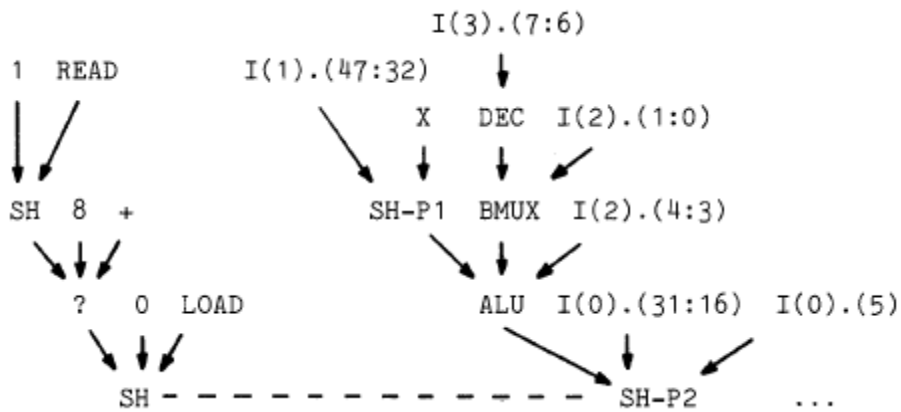 I(3).(7:6)
1 READ I(1).(47:32)
X DEC I(2).(1:0)
SH 8 + SH-P1 BMUX I(2).(4:3)
? 0 LOAD ALU I(0).(31:16) I(0).(5)
SH SH-P2 ...